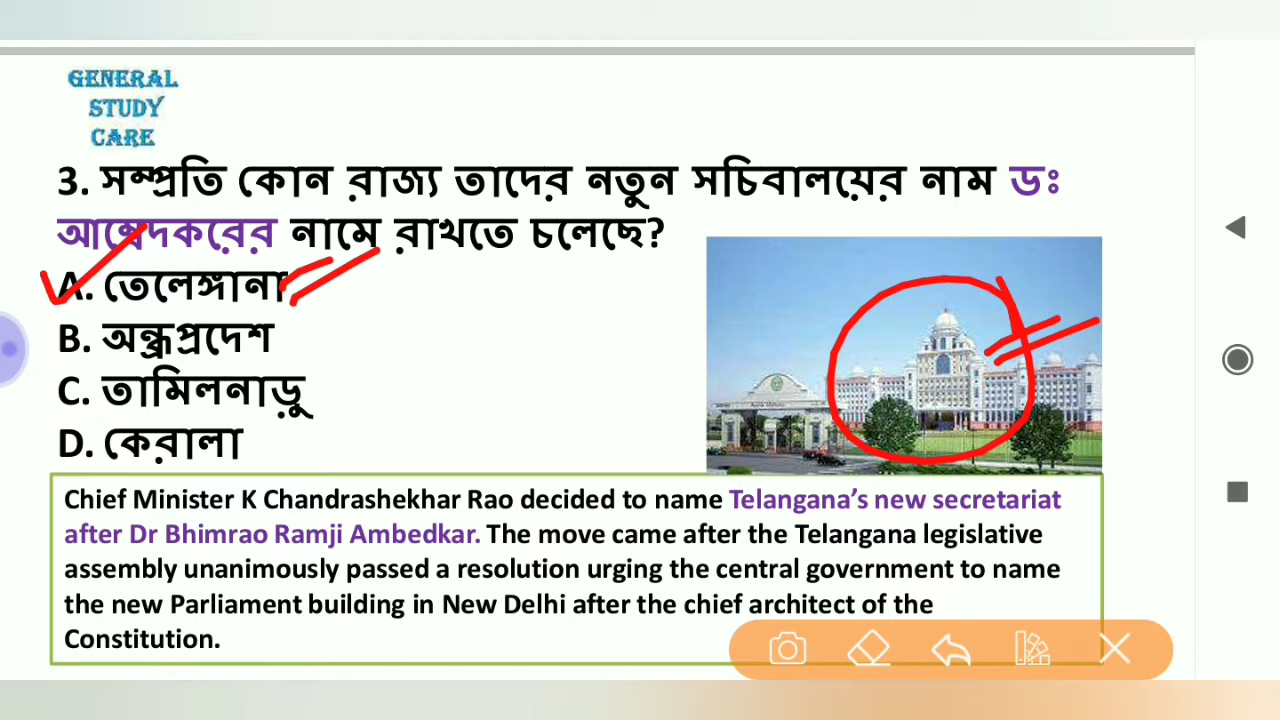 GENERAL
STUDY
CARE
3. সম্প্রতি কোন রাজ্য তাদের নতুন সচিবালয়ের নাম ডঃ
আম্বেদকরের নামে রাখতে চলেছে?
A. তেলেঙ্গানা
B. অন্ধ্রপ্রদেশ
C. তামিলনাড়ু
D. কেরালা
Chief Minister K Chandrashekhar Rao decided to name Telangana’s new secretariat
after Dr Bhimrao Ramji Ambedkar. The move came after the Telangana legislative
assembly unanimously passed a resolution urging the central government to name
the new Parliament building in New Delhi after the chief architect of the
Constitution.